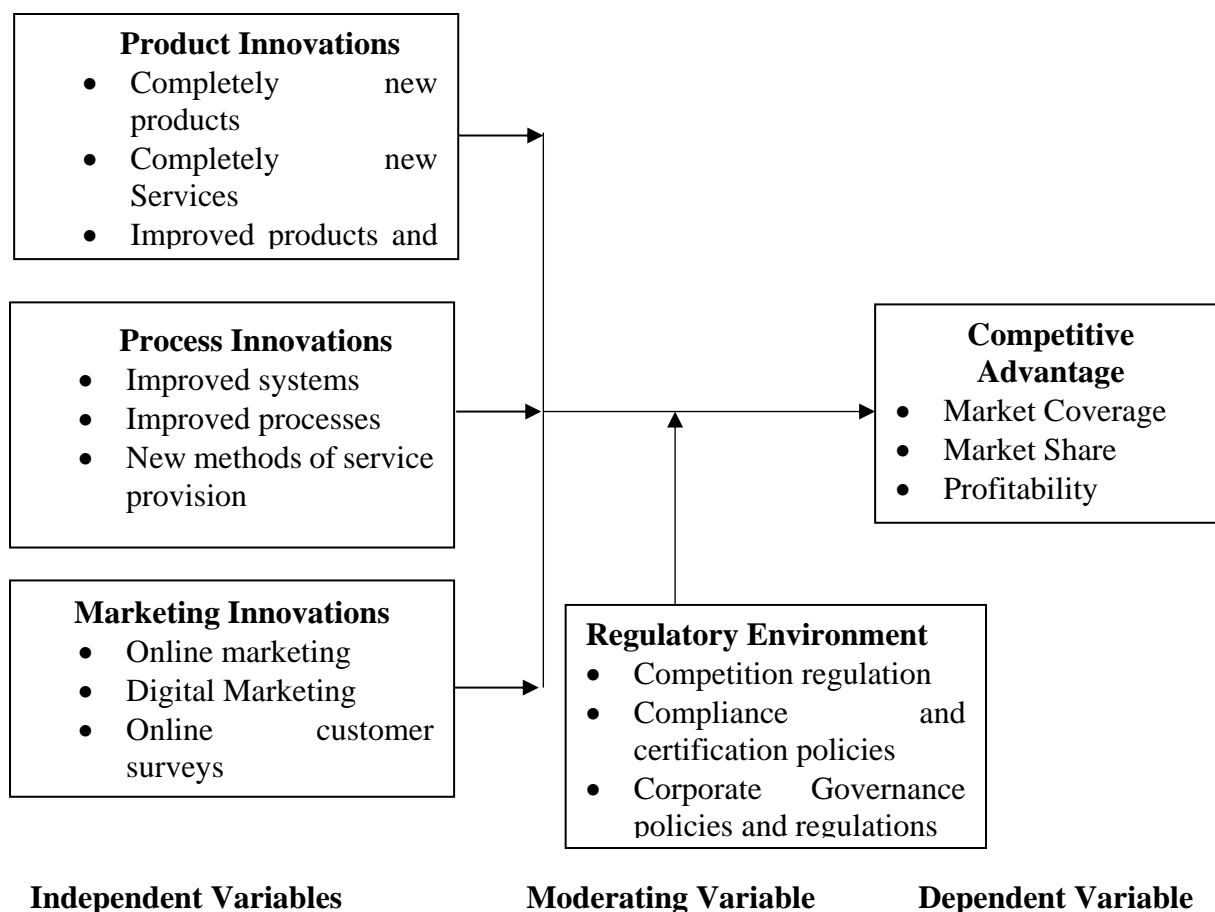 Product Innovations
• Completely new
products
• Completely new
Services
• Improved products and
Process Innovations
• Improved systems
• Improved processes
• New methods of service
provision
Marketing Innovations
• Online marketing
• Digital Marketing
• Online customer
surveys
Regulatory Environment
• Competition regulation
• Compliance and
certification policies
• Corporate Governance
policies and regulations
Competitive
Advantage
• Market Coverage
• Market Share
• Profitability
Independent Variables
Moderating Variable
Dependent Variable